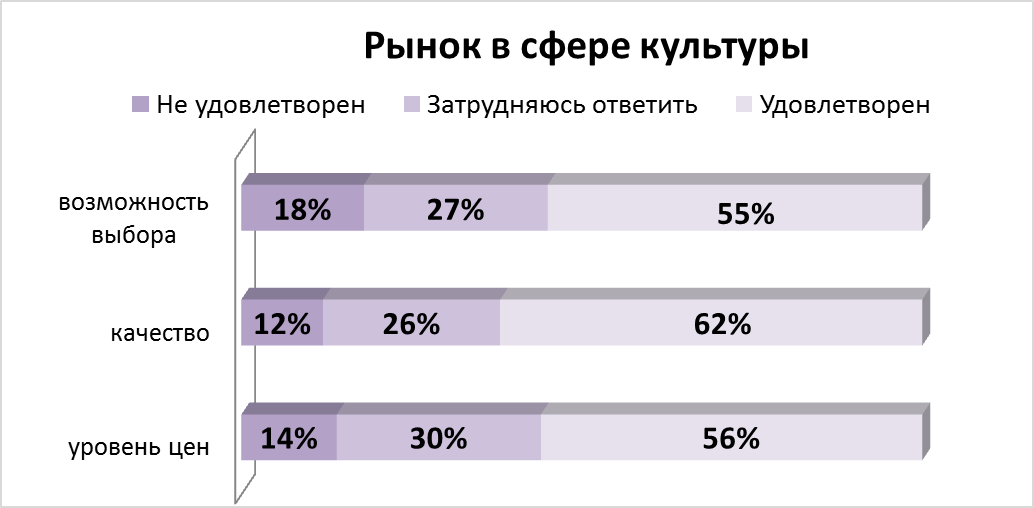 Рынок в сфере культуры
Не удовлетворен Затрудняюсь ответить Удовлетворен
возможность
выбора
18% 27% 55%
качество
12% 26% 62%
уровень цен
14% 30% 56%